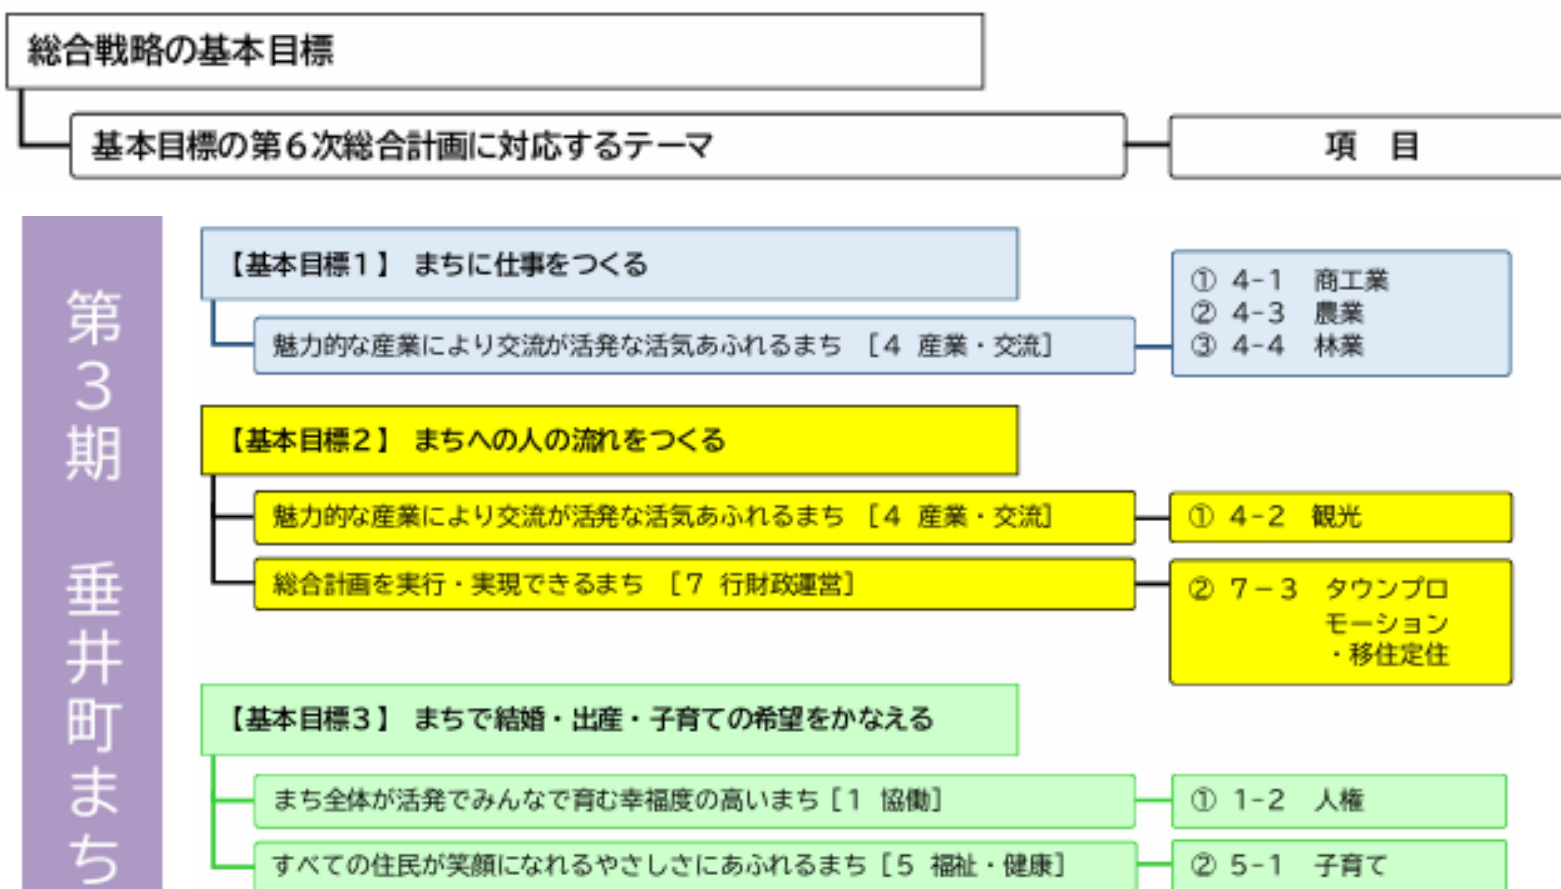 総合戦略の基本目標
基本目標の第６次総合計画に対応するテーマ
項　目
第３期　垂井町まち
【基本目標１】　まちに仕事をつくる
魅力的な産業により交流が活発な活気あふれるまち　［４　産業・交流］
① ４-１　商工業
② ４-３　農業
③ ４-４　林業
【基本目標２】　まちへの人の流れをつくる
魅力的な産業により交流が活発な活気あふれるまち　［４　産業・交流］
① ４-２　観光
総合計画を実行・実現できるまち　［７　行財政運営］
② ７－３　タウンプロ
モーション
・移住定住
【基本目標３】　まちで結婚・出産・子育ての希望をかなえる
まち全体が活発でみんなで育む幸福度の高いまち［１　協働］
① １-２　人権
すべての住民が笑顔になれるやさしさにあふれるまち［５　福祉・健康］
② ５-１　子育て